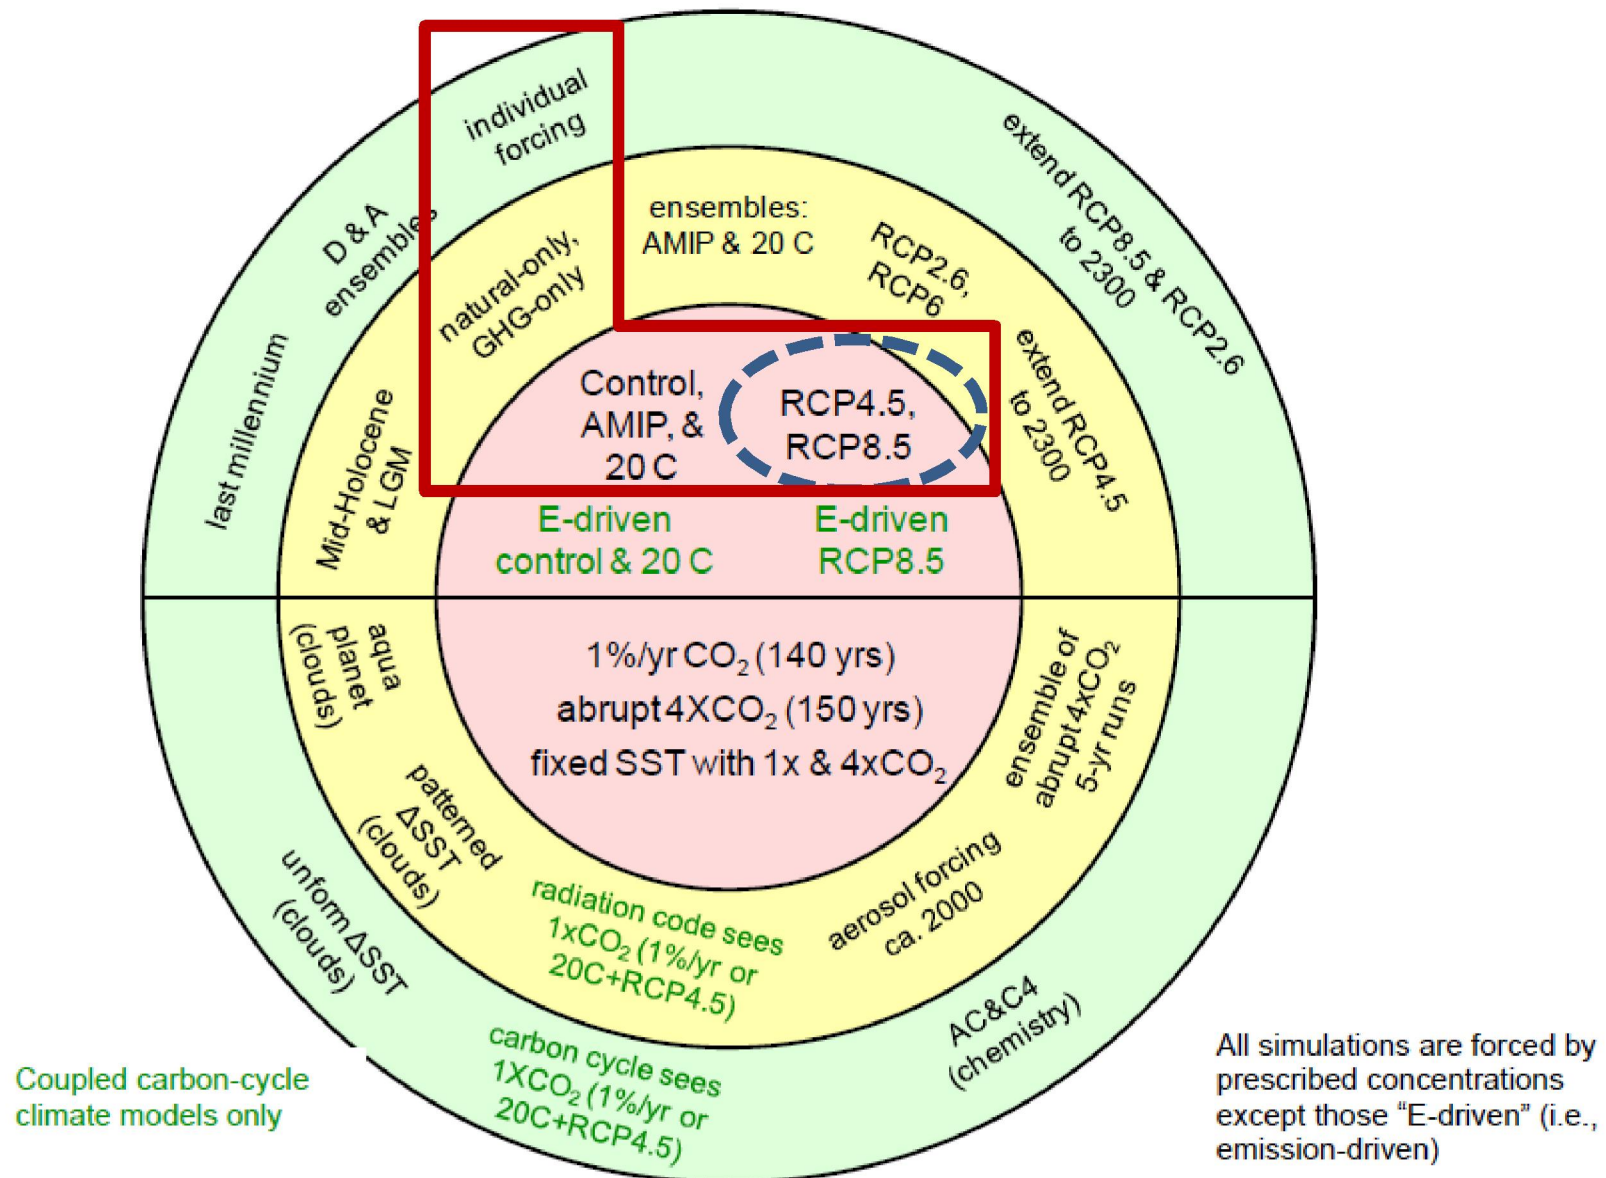 individual
forcing
D & A
ensembles
last millennium
extend RCP8.5 & RCP2.6
to 2300
natural-only,
GHG-only
ensembles:
AMIP & 20 C
RCP2.6,
RCP6
extend RCP4.5
to 2300
Mid-Holocene
& LGM
Control,
AMIP, &
20 C
RCP4.5,
RCP8.5
E-driven
control & 20 C
E-driven
RCP8.5
1%/yr CO₂ (140 yrs)
abrupt 4XCO₂ (150 yrs)
fixed SST with 1x & 4xCO₂
aqua
planet
(clouds)
patterned
ΔSST
(clouds)
unform ΔSST
(clouds)
radiation code sees
1xCO₂ (1%/yr or
20C+RCP4.5)
carbon cycle sees
1XCO₂ (1%/yr or
20C+RCP4.5)
ensemble of
abrupt 4xCO₂
5-yr runs
aerosol forcing
ca. 2000
AC&C4
(chemistry)
Coupled carbon-cycle
climate models only
All simulations are forced by
prescribed concentrations
except those “E-driven” (i.e.,
emission-driven)